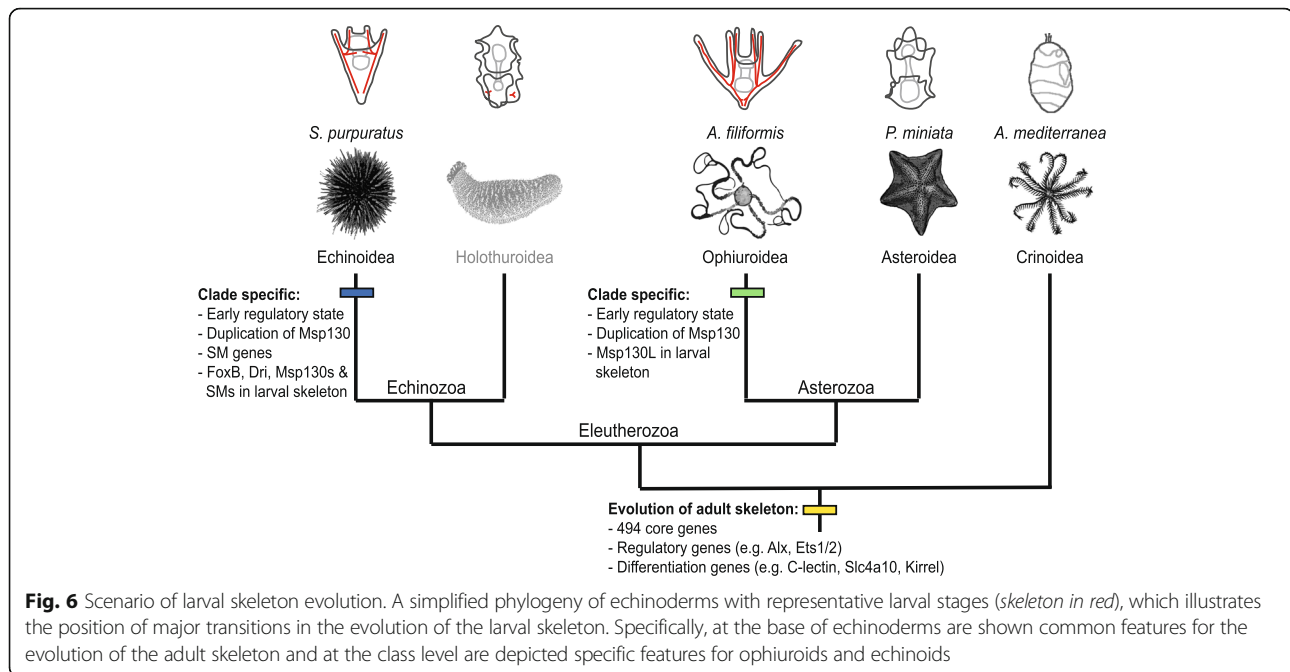 S. purpuratus
A. filiformis
P. miniata
A. mediterranea
Echinoidea
Holothuroidea
Ophiuroidea
Asteroidea
Crinoidea
Clade specific:
- Early regulatory state
- Duplication of Msp130
- SM genes
- FoxB, Dri, Msp130s &
SMs in larval skeleton
Clade specific:
- Early regulatory state
- Duplication of Msp130
- Msp130L in larval
skeleton
Echinozoa
Asterozoa
Eleutherozoa
Evolution of adult skeleton:
- 494 core genes
- Regulatory genes (e.g. Alx, Ets1/2)
- Differentiation genes (e.g. C-lectin, Slc4a10, Kirrel)
Fig. 6 Scenario of larval skeleton evolution. A simplified phylogeny of echinoderms with representative larval stages (skeleton in red), which illustrates
the position of major transitions in the evolution of the larval skeleton. Specifically, at the base of echinoderms are shown common features for the
evolution of the adult skeleton and at the class level are depicted specific features for ophiuroids and echinoids